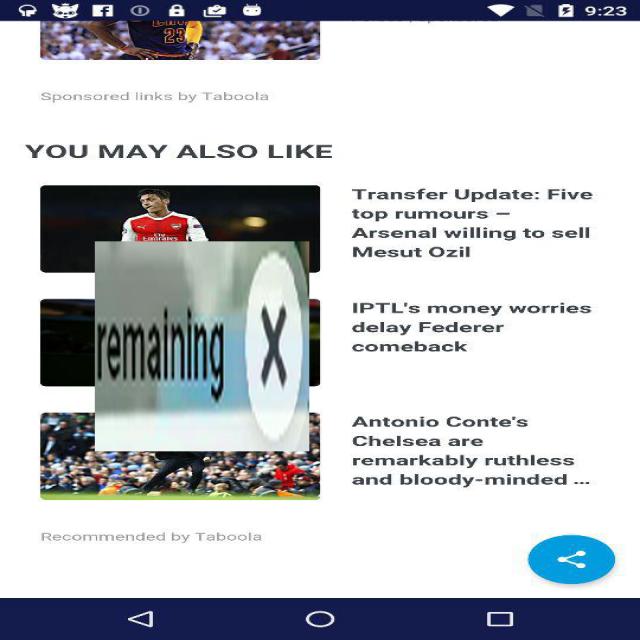 9:23
23
Sponsored links by Taboola
YOU MAY ALSO LIKE
Transfer Update: Five
top rumours –
Arsenal willing to sell
Mesut Ozil
Emirates
remaining X
IPTL's money worries
delay Federer
comeback
Antonio Conte's
Chelsea are
remarkably ruthless
and bloody-minded ...
Recommended by Taboola